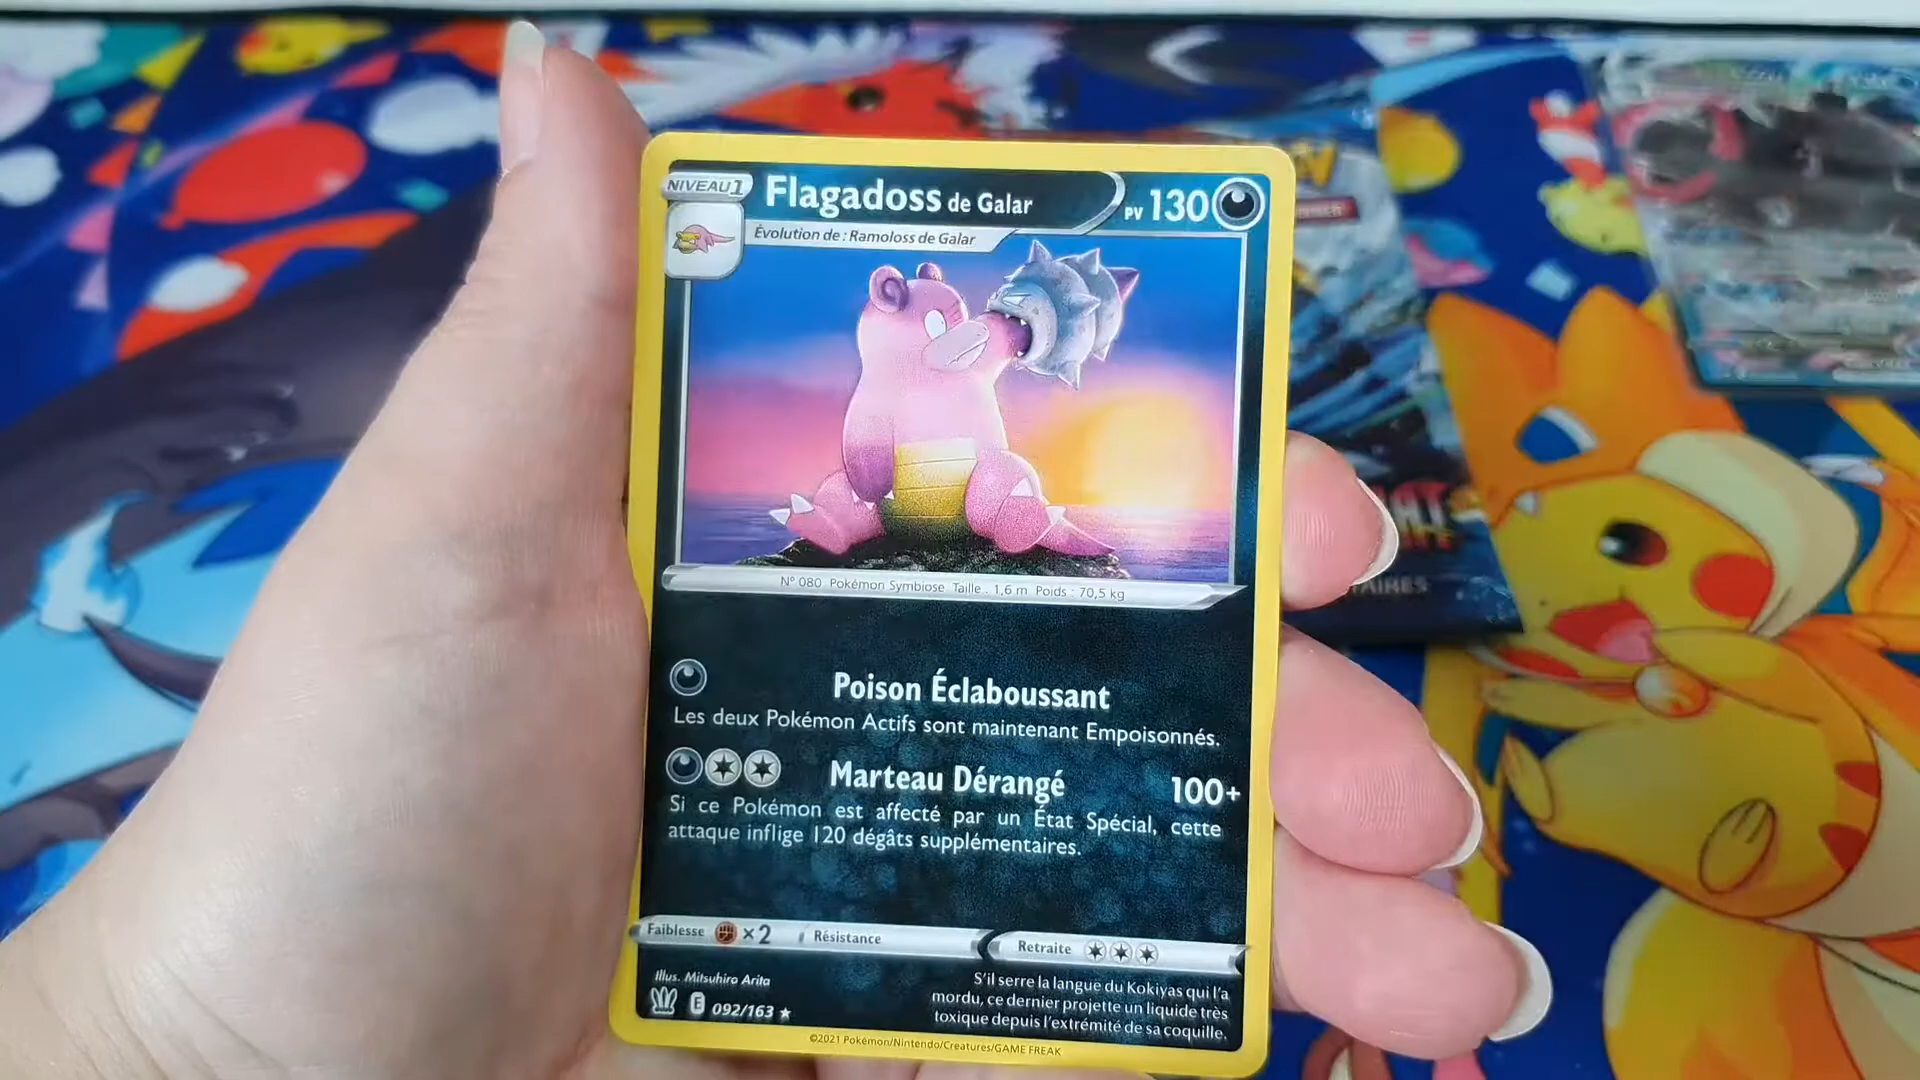 NIVEAU 1
Flagadoss de Galar
PV 130
Évolution de : Ramoloss de Galar
N° 080 Pokémon Symbiose Taille : 1,6 m Poids : 70,5 kg
Poison Éclaboussant
Les deux Pokémon Actifs sont maintenant Empoisonnés.
Marteau Dérangé 100+
Si ce Pokémon est affecté par un État Spécial, cette
attaque inflige 120 dégâts supplémentaires.
Faiblesse ×2 Résistance Retraite
Illus. Mitsuhiro Arita
E 092/163
S'il serre la langue du Kokiyas qui l'a
mordu, ce dernier projette un liquide très
toxique depuis l'extrémité de sa coquille.
©2021 Pokémon/Nintendo/Creatures/GAME FREAK